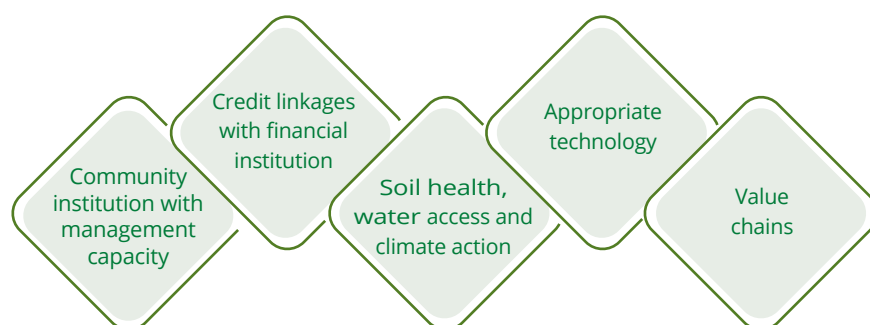 Community
institution with
management
capacity
Credit linkages
with financial
institution
Soil health,
water access and
climate action
Appropriate
technology
Value
chains